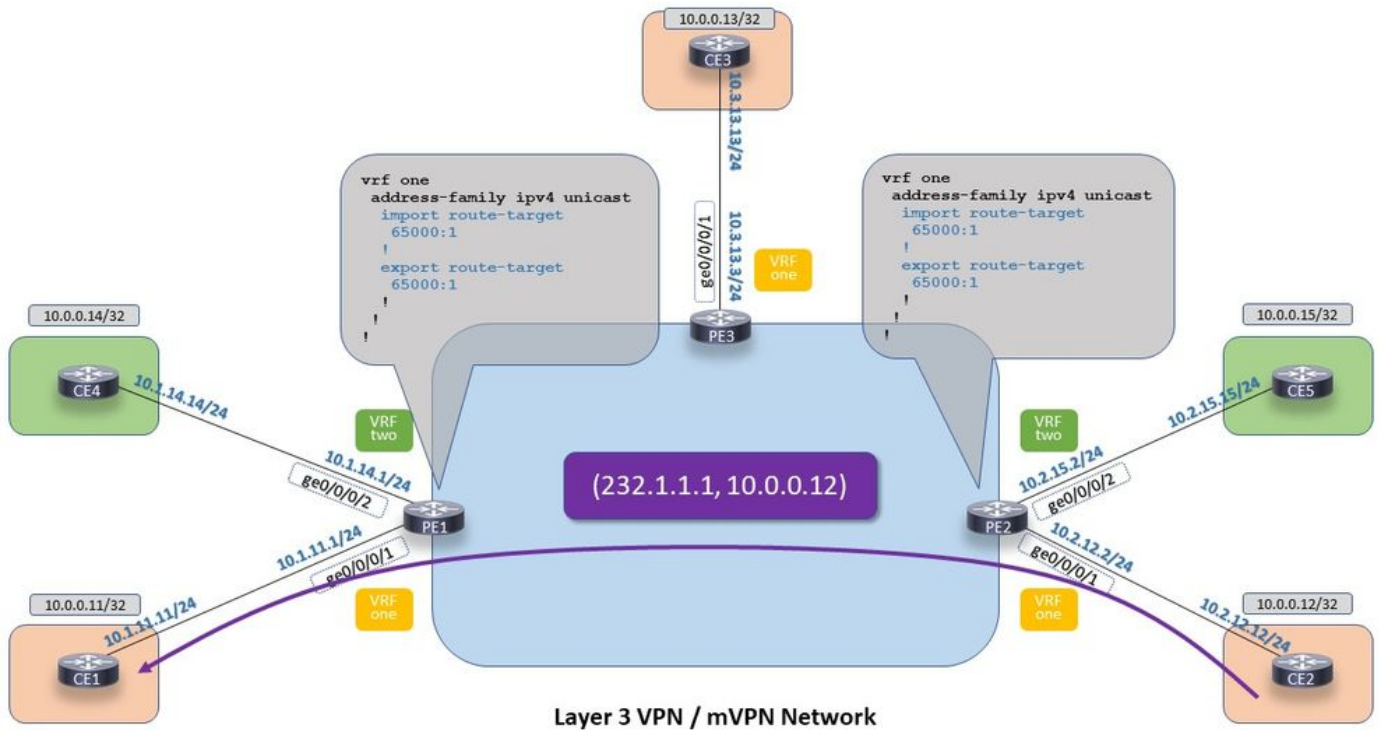 10.0.0.13/32
CE3
10.3.13.13/24
vrf one
address-family ipv4 unicast
import route-target
65000:1
!
export route-target
65000:1
!
!
!
vrf one
address-family ipv4 unicast
import route-target
65000:1
!
export route-target
65000:1
!
!
!
ge0/0/0/1
10.3.13.3/24
VRF
one
PE3
10.0.0.14/32
CE4
10.1.14.14/24
VRF
two
10.1.14.1/24
ge0/0/0/2
10.0.0.15/32
CE5
10.2.15.15/24
VRF
two
10.2.15.2/24
ge0/0/0/2
(232.1.1.1, 10.0.0.12)
PE1
PE2
10.1.11.1/24
ge0/0/0/1
VRF
one
10.0.0.11/32
10.1.11.11/24
CE1
10.2.12.2/24
ge0/0/0/1
VRF
one
10.0.0.12/32
10.2.12.12/24
CE2
Layer 3 VPN / mVPN Network